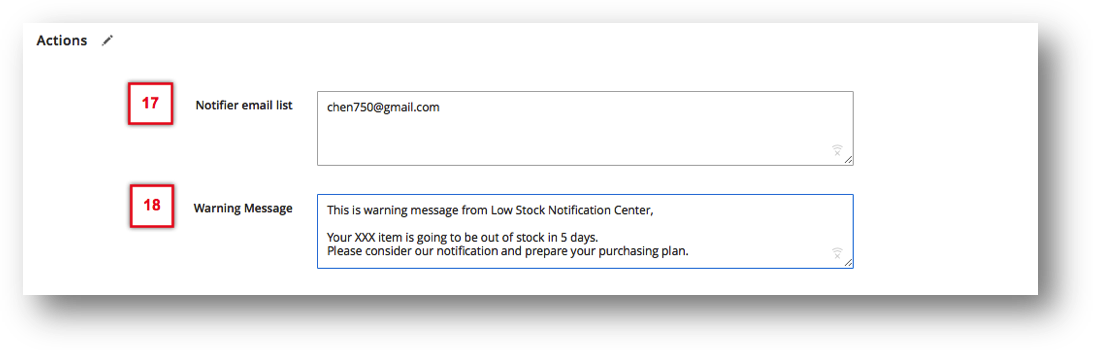 Actions
17 Notifier email list chen750@gmail.com
18 Warning Message This is warning message from Low Stock Notification Center,
Your XXX item is going to be out of stock in 5 days.
Please consider our notification and prepare your purchasing plan.